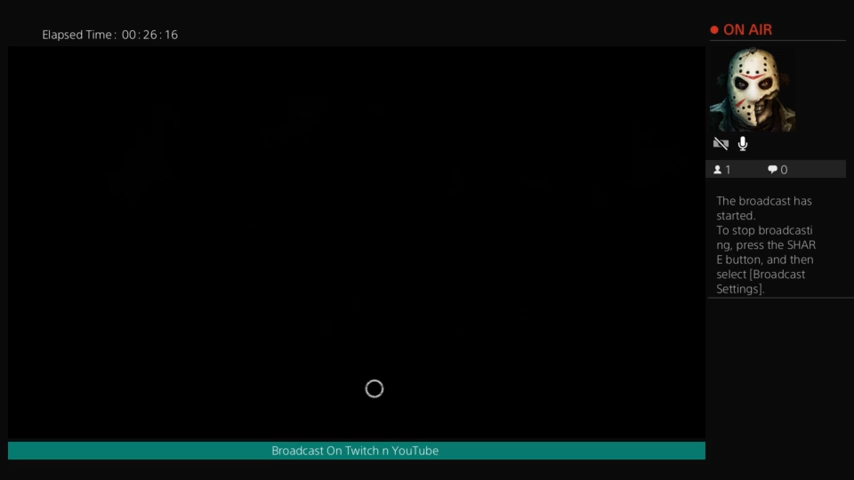 Elapsed Time: 00:26:16
ON AIR
1
0
The broadcast has
started.
To stop broadcasti
ng, press the SHAR
E button, and then
select [Broadcast
Settings].
Broadcast On Twitch n YouTube